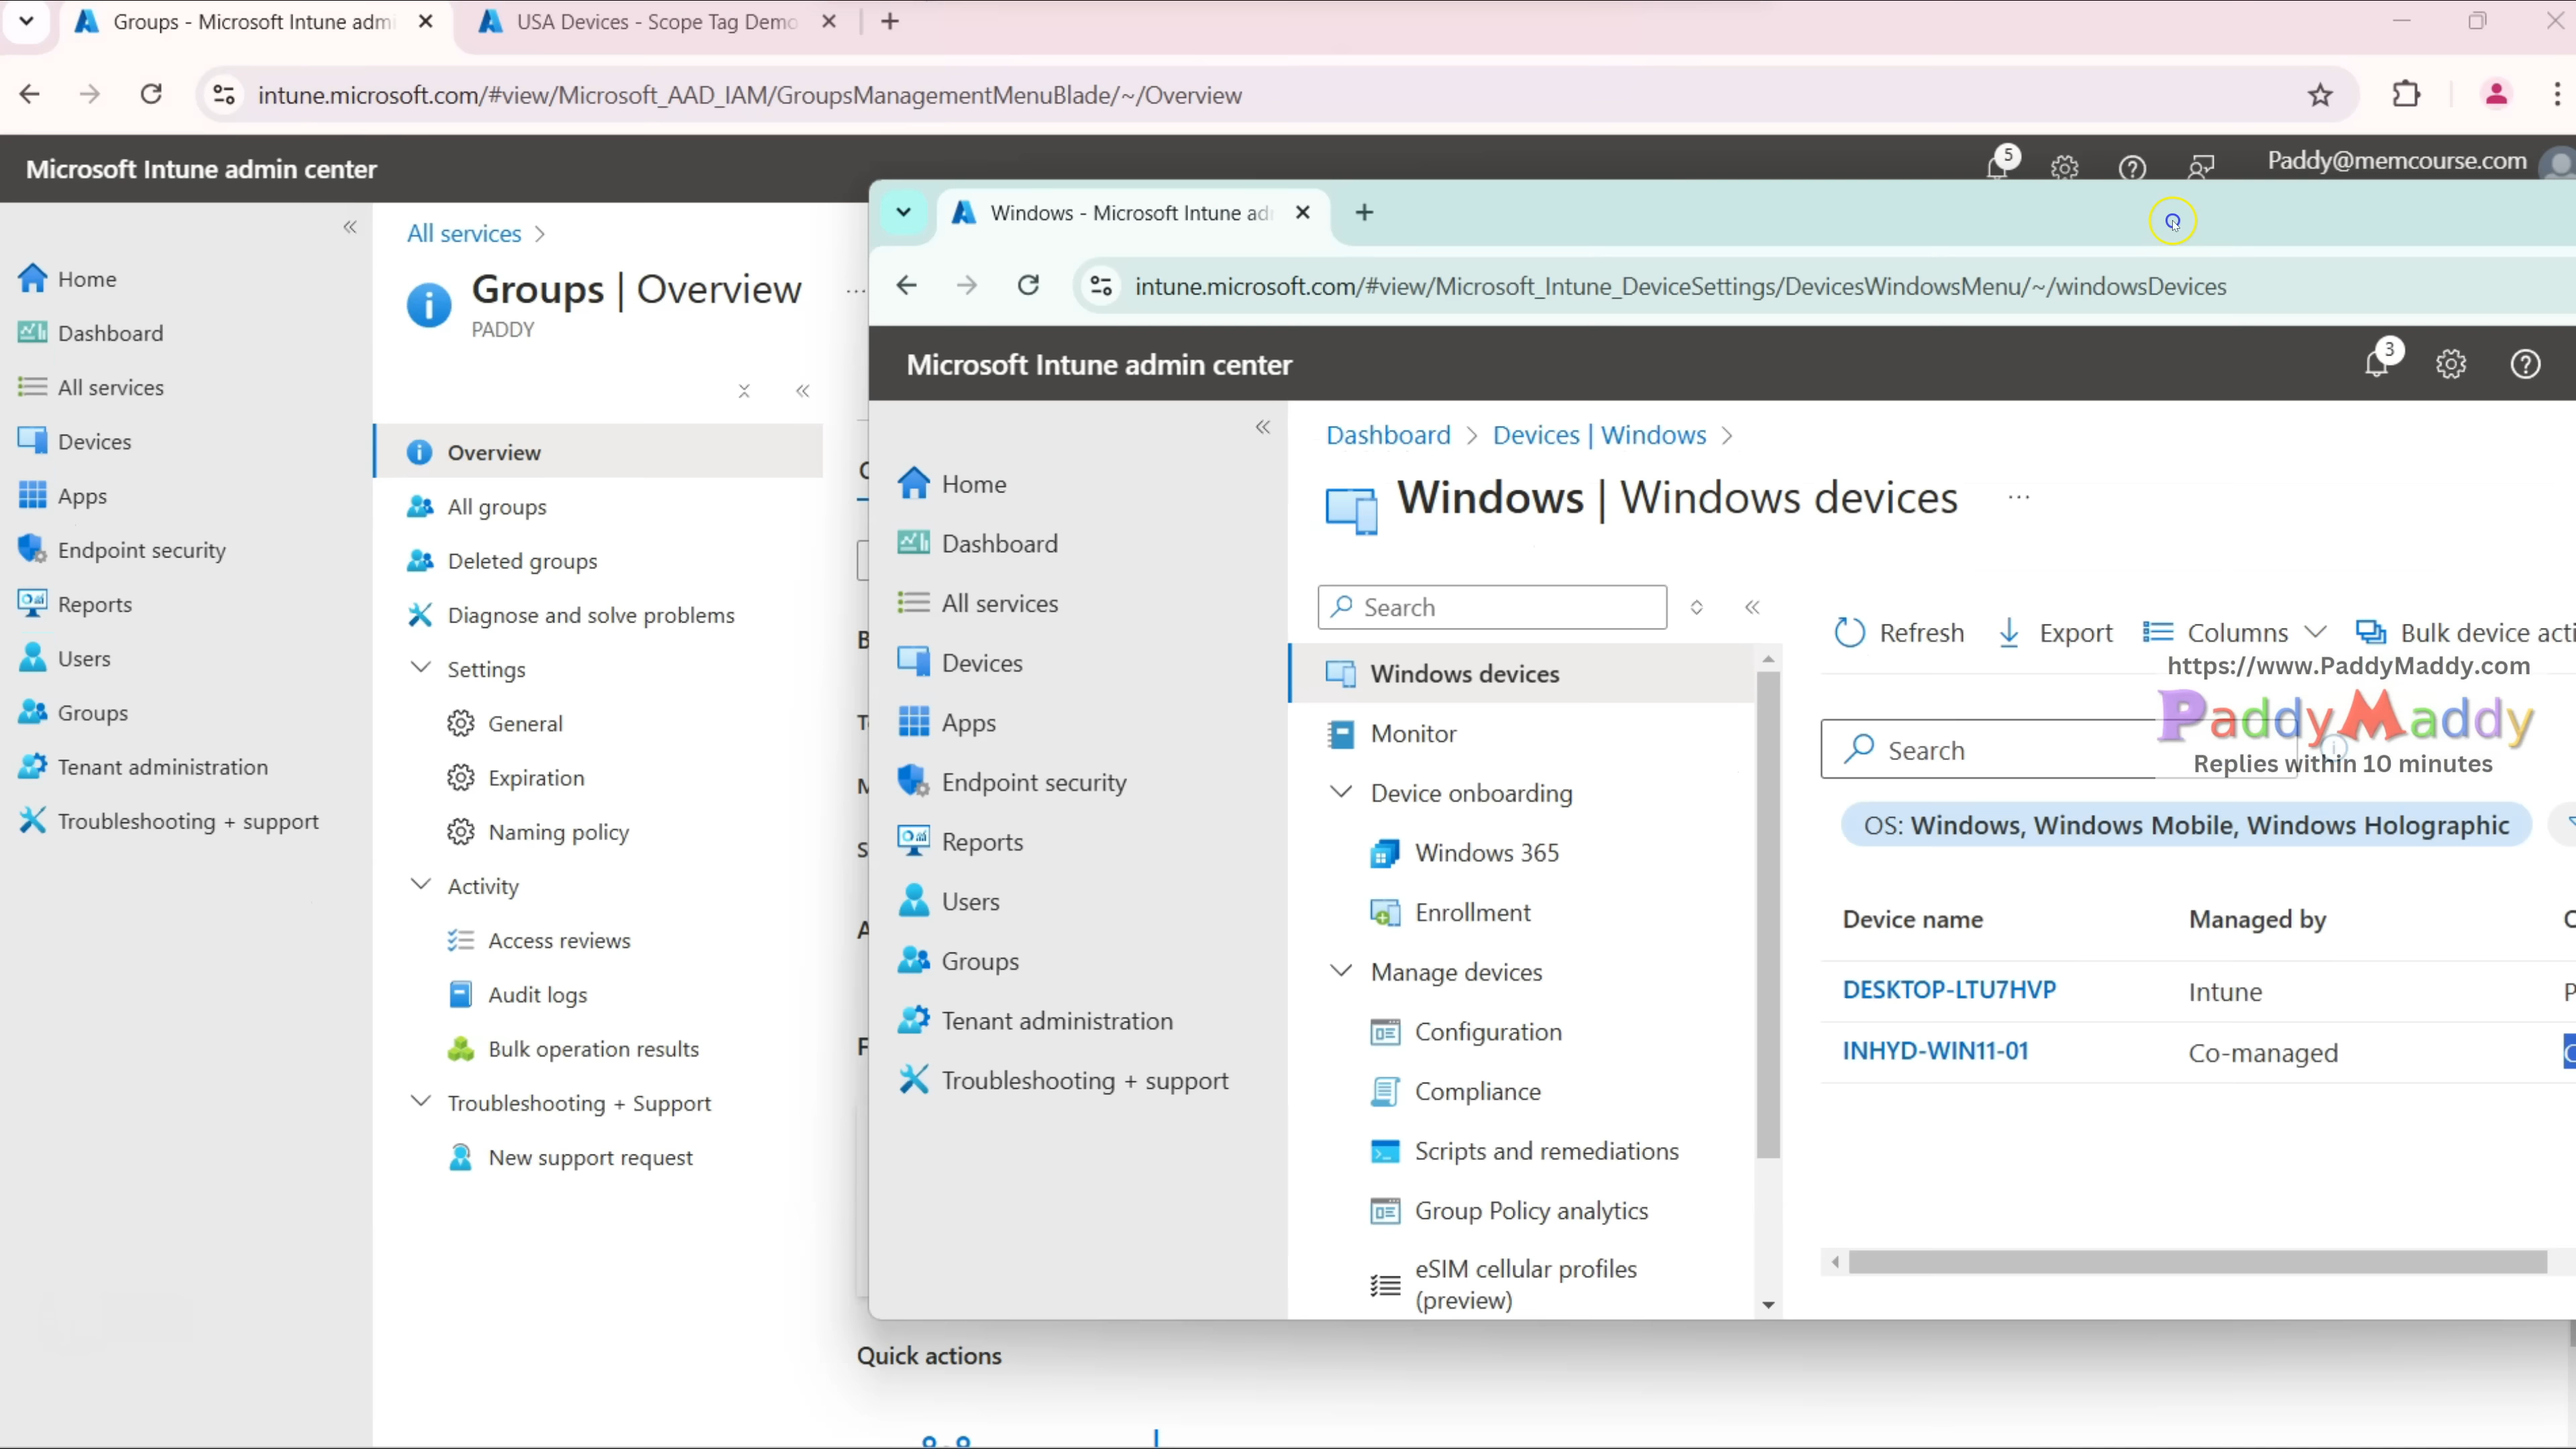 Groups - Microsoft Intune admi
USA Devices - Scope Tag Demo
intune.microsoft.com/#view/Microsoft_AAD_IAM/GroupsManagementMenuBlade/~/Overview
Microsoft Intune admin center
5
Paddy@memcourse.com
Home
Dashboard
All services
Devices
Apps
Endpoint security
Reports
Users
Groups
Tenant administration
Troubleshooting + support
All services >
Groups | Overview
PADDY
Overview
All groups
Deleted groups
Diagnose and solve problems
Settings
General
Expiration
Naming policy
Activity
Access reviews
Audit logs
Bulk operation results
Troubleshooting + Support
New support request
Quick actions
Windows - Microsoft Intune ad
intune.microsoft.com/#view/Microsoft_Intune_DeviceSettings/DevicesWindowsMenu/~/windowsDevices
Microsoft Intune admin center
3
Home
Dashboard
All services
Devices
Apps
Endpoint security
Reports
Users
Groups
Tenant administration
Troubleshooting + support
Dashboard > Devices | Windows >
Windows | Windows devices
Search
Windows devices
Monitor
Device onboarding
Windows 365
Enrollment
Manage devices
Configuration
Compliance
Scripts and remediations
Group Policy analytics
eSIM cellular profiles
(preview)
Refresh Export Columns Bulk device acti
https://www.PaddyMaddy.com
PaddyMaddy
Replies within 10 minutes
Search
OS: Windows, Windows Mobile, Windows Holographic
Device name Managed by
DESKTOP-LTU7HVP Intune
INHYD-WIN11-01 Co-managed